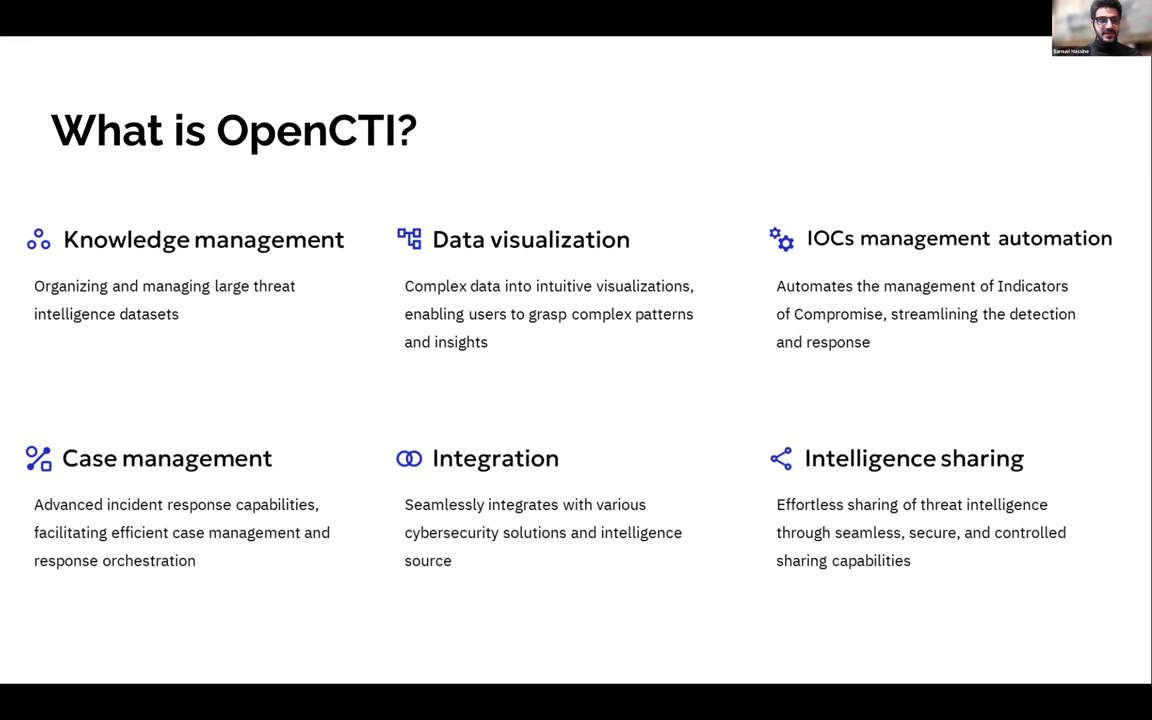 Samuel Hassine
What is OpenCTI?
Knowledge management
Organizing and managing large threat
intelligence datasets
Data visualization
Complex data into intuitive visualizations,
enabling users to grasp complex patterns
and insights
IOCs management automation
Automates the management of Indicators
of Compromise, streamlining the detection
and response
Case management
Advanced incident response capabilities,
facilitating efficient case management and
response orchestration
Integration
Seamlessly integrates with various
cybersecurity solutions and intelligence
source
Intelligence sharing
Effortless sharing of threat intelligence
through seamless, secure, and controlled
sharing capabilities